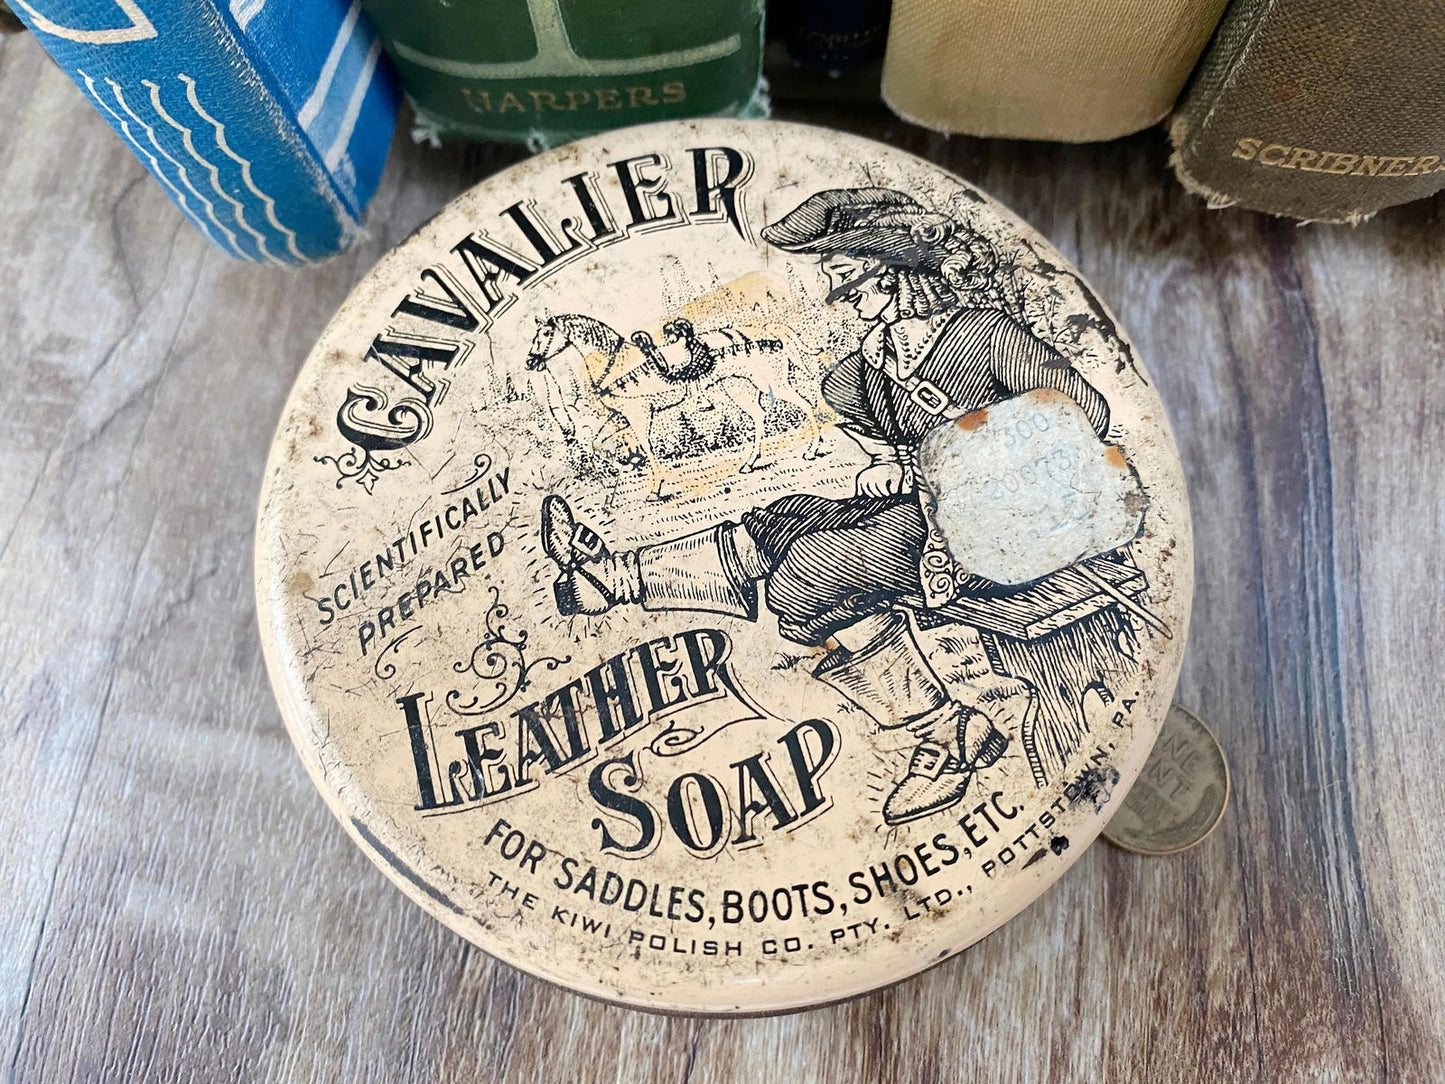 HARPERS
SCRIBNER
CAVALIER
SCIENTIFICALLY
PREPARED
LEATHER
SOAP
FOR SADDLES, BOOTS, SHOES, ETC.
THE KIWI POLISH CO. PTY. LTD., POTTSTOWN, PA.
300